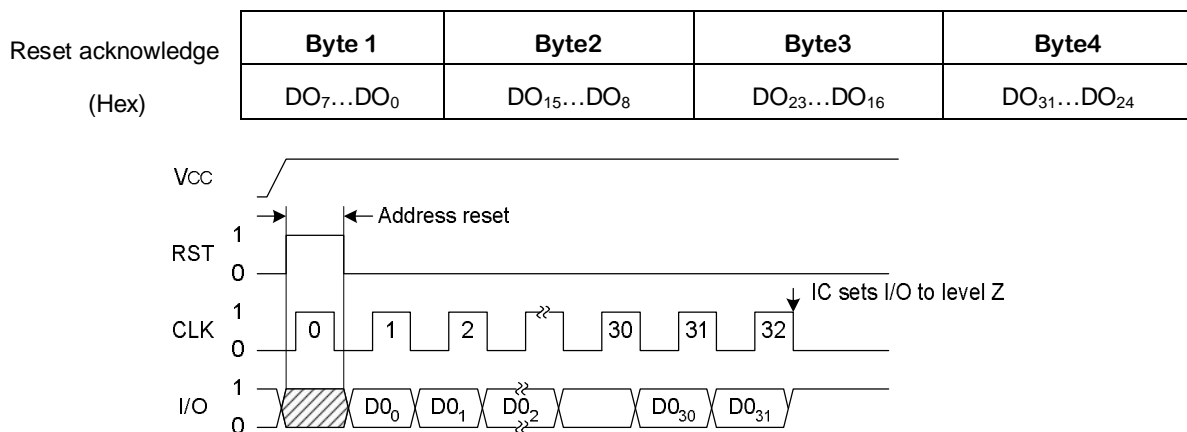 Reset acknowledge
(Hex)
Byte 1 Byte2 Byte3 Byte4
DO₇…DO₀ DO₁₅…DO₈ DO₂₃…DO₁₆ DO₃₁…DO₂₄
VCC
Address reset
RST 1
0
IC sets I/O to level Z
CLK 1
0
0 1 2 30 31 32
I/O 1
0
D0₀ D0₁ D0₂ D0₃₀ D0₃₁